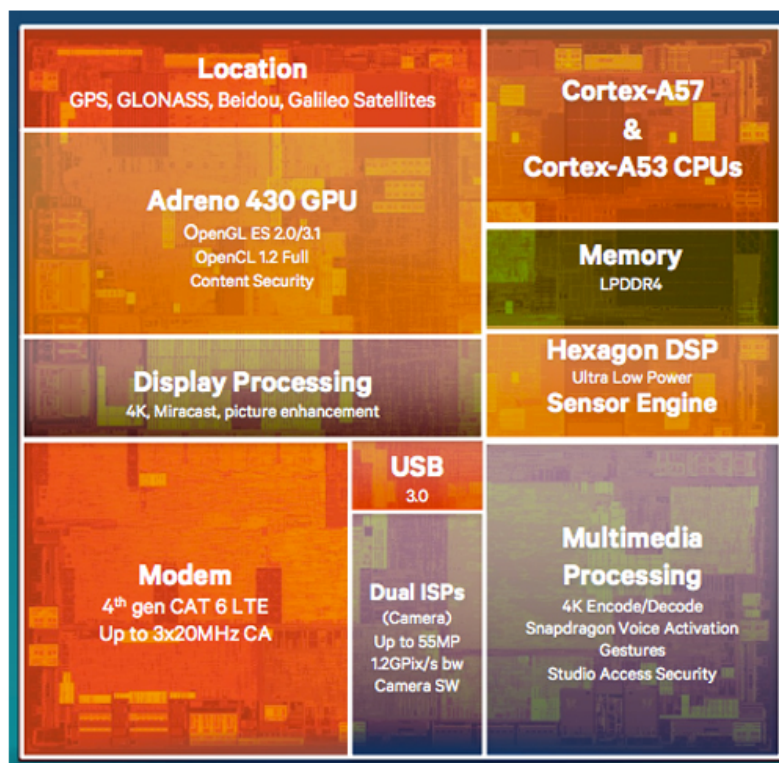 Location
GPS, GLONASS, Beidou, Galileo Satellites
Adreno 430 GPU
OpenGL ES 2.0/3.1
OpenCL 1.2 Full
Content Security
Display Processing
4K, Miracast, picture enhancement
Cortex-A57
&
Cortex-A53 CPUs
Memory
LPDDR4
Hexagon DSP
Ultra Low Power
Sensor Engine
Modem
4th gen CAT 6 LTE
Up to 3x20MHz CA
USB
3.0
Dual ISPs
(Camera)
Up to 55MP
1.2GPix/s bw
Camera SW
Multimedia
Processing
4K Encode/Decode
Snapdragon Voice Activation
Gestures
Studio Access Security